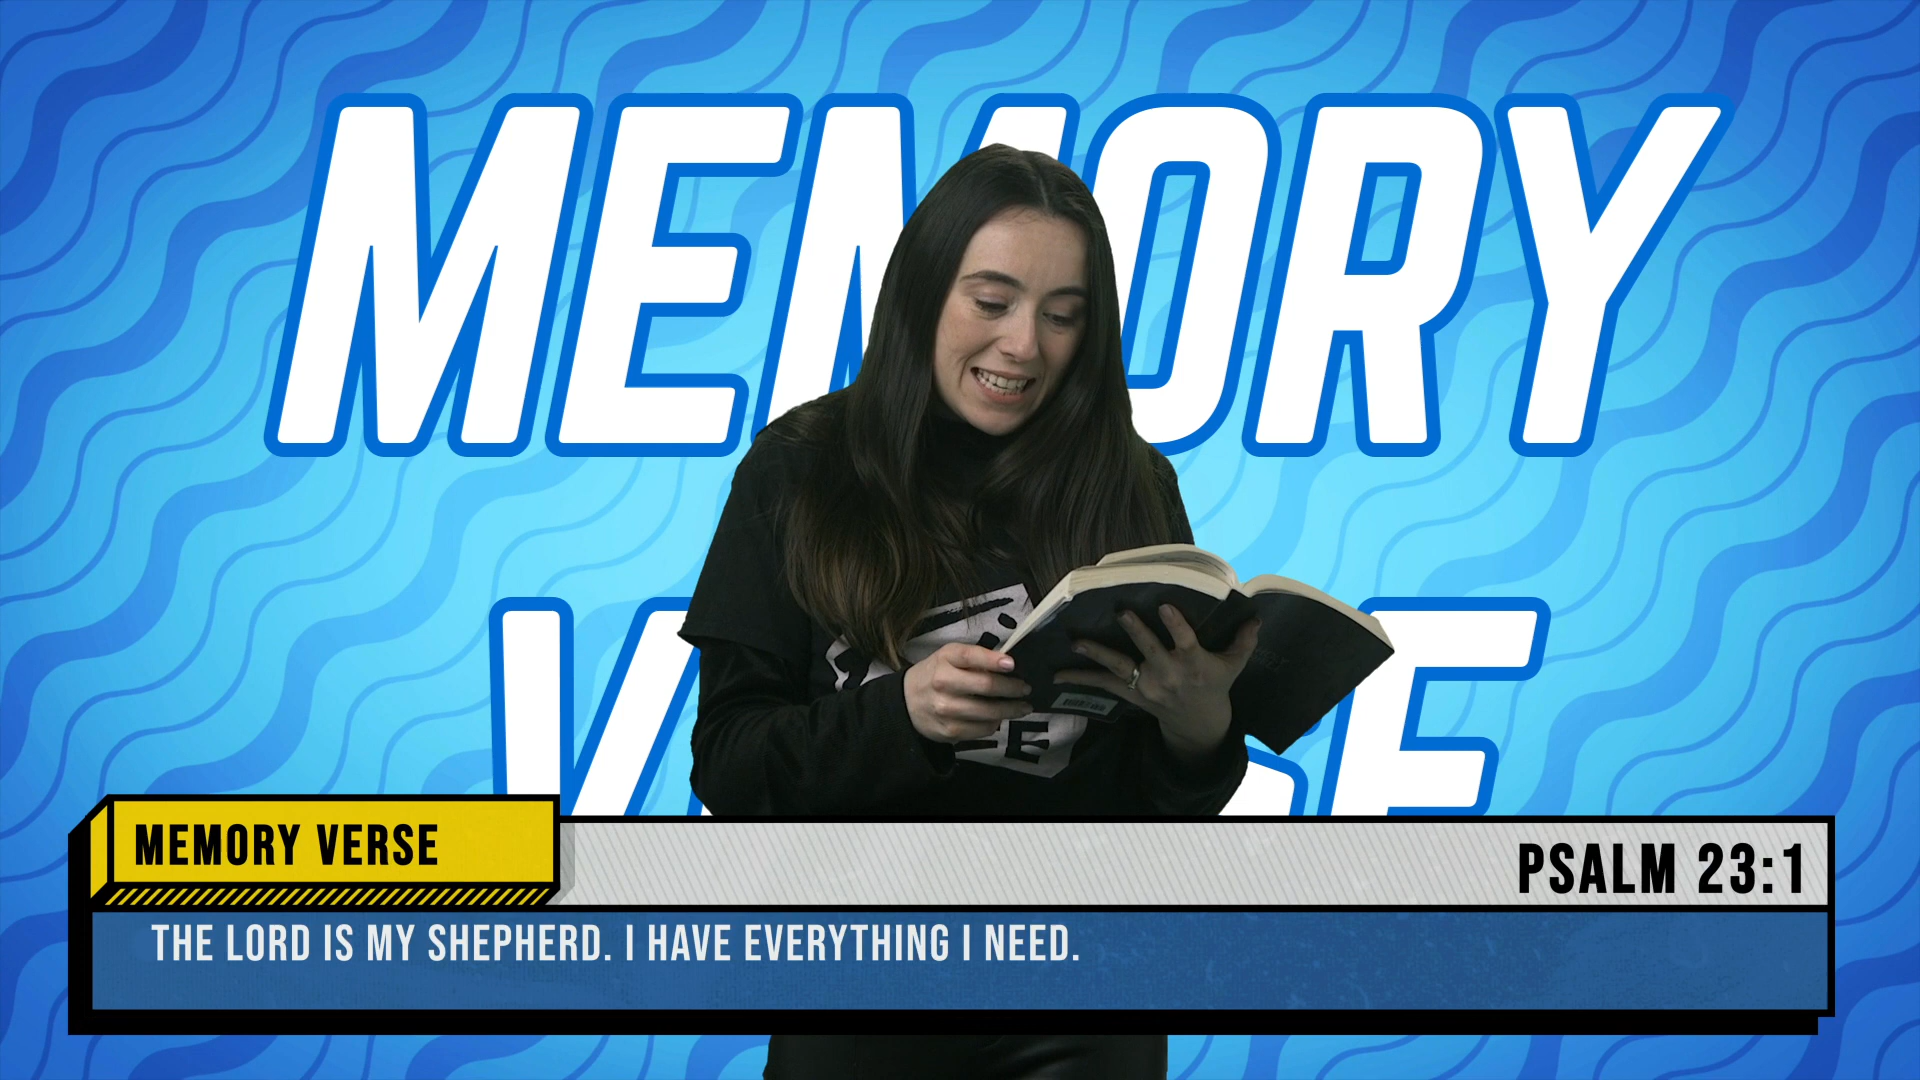 MEMORY
MEMORY VERSE
PSALM 23:1
THE LORD IS MY SHEPHERD. I HAVE EVERYTHING I NEED.